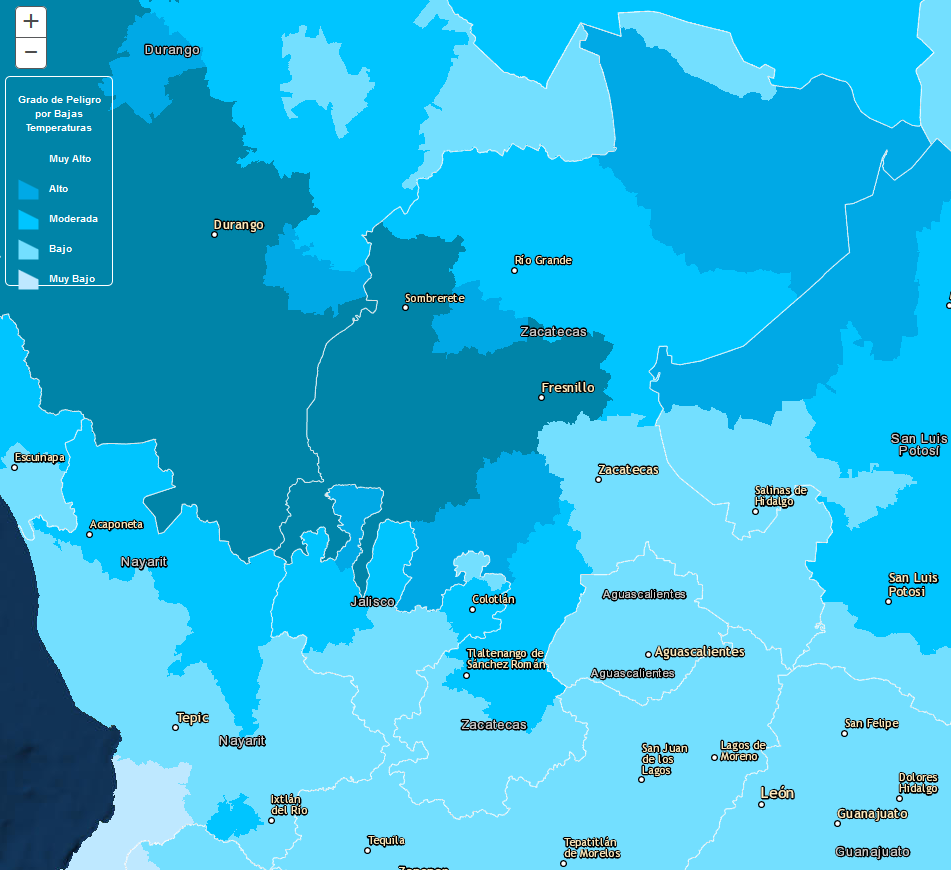 +
−
Grado de Peligro
por Bajas
Temperaturas
Muy Alto
Alto
Moderada
Bajo
Muy Bajo
Durango
Durango
Río Grande
Sombrerete
Zacatecas
Fresnillo
San Luis
Potosí
Escuinapa
Zacatecas
Salinas de
Hidalgo
Acaponeta
Nayarit
San Luis
Potosí
Jalisco
Colotlán
Aguascalientes
Tlaltenango de
Sánchez Román
Aguascalientes
Aguascalientes
Tepic
Nayarit
Zacatecas
San Felipe
San Juan
de los
Lagos
Lagos de
Moreno
Dolores
Hidalgo
León
Ixtlán
del Río
Guanajuato
Tequila
Tepatitlán
de Morelos
Guanajuato